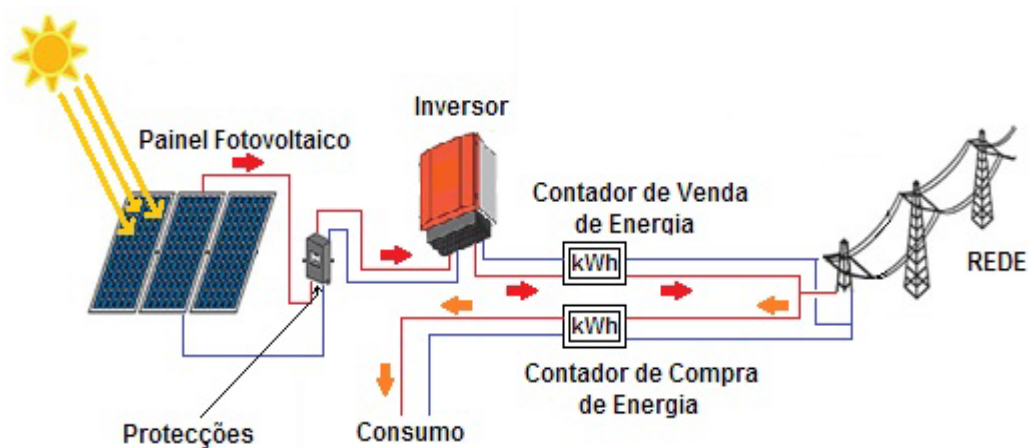 Inversor
Painel Fotovoltaico
Contador de Venda
de Energia
kWh
REDE
kWh
Contador de Compra
de Energia
Protecções
Consumo